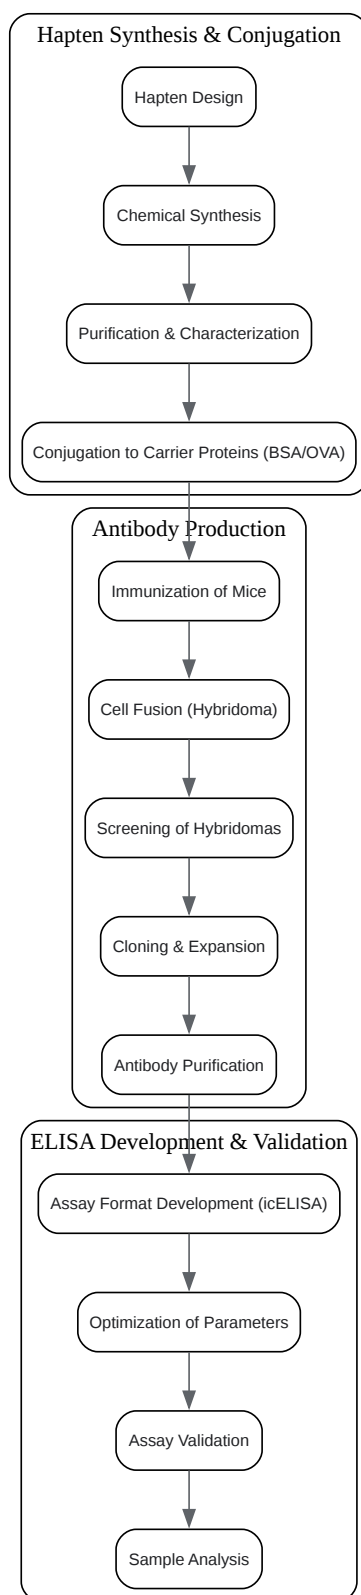 Hapten Synthesis & Conjugation
Hapten Design
Chemical Synthesis
Purification & Characterization
Conjugation to Carrier Proteins (BSA/OVA)
Antibody Production
Immunization of Mice
Cell Fusion (Hybridoma)
Screening of Hybridomas
Cloning & Expansion
Antibody Purification
ELISA Development & Validation
Assay Format Development (icELISA)
Optimization of Parameters
Assay Validation
Sample Analysis